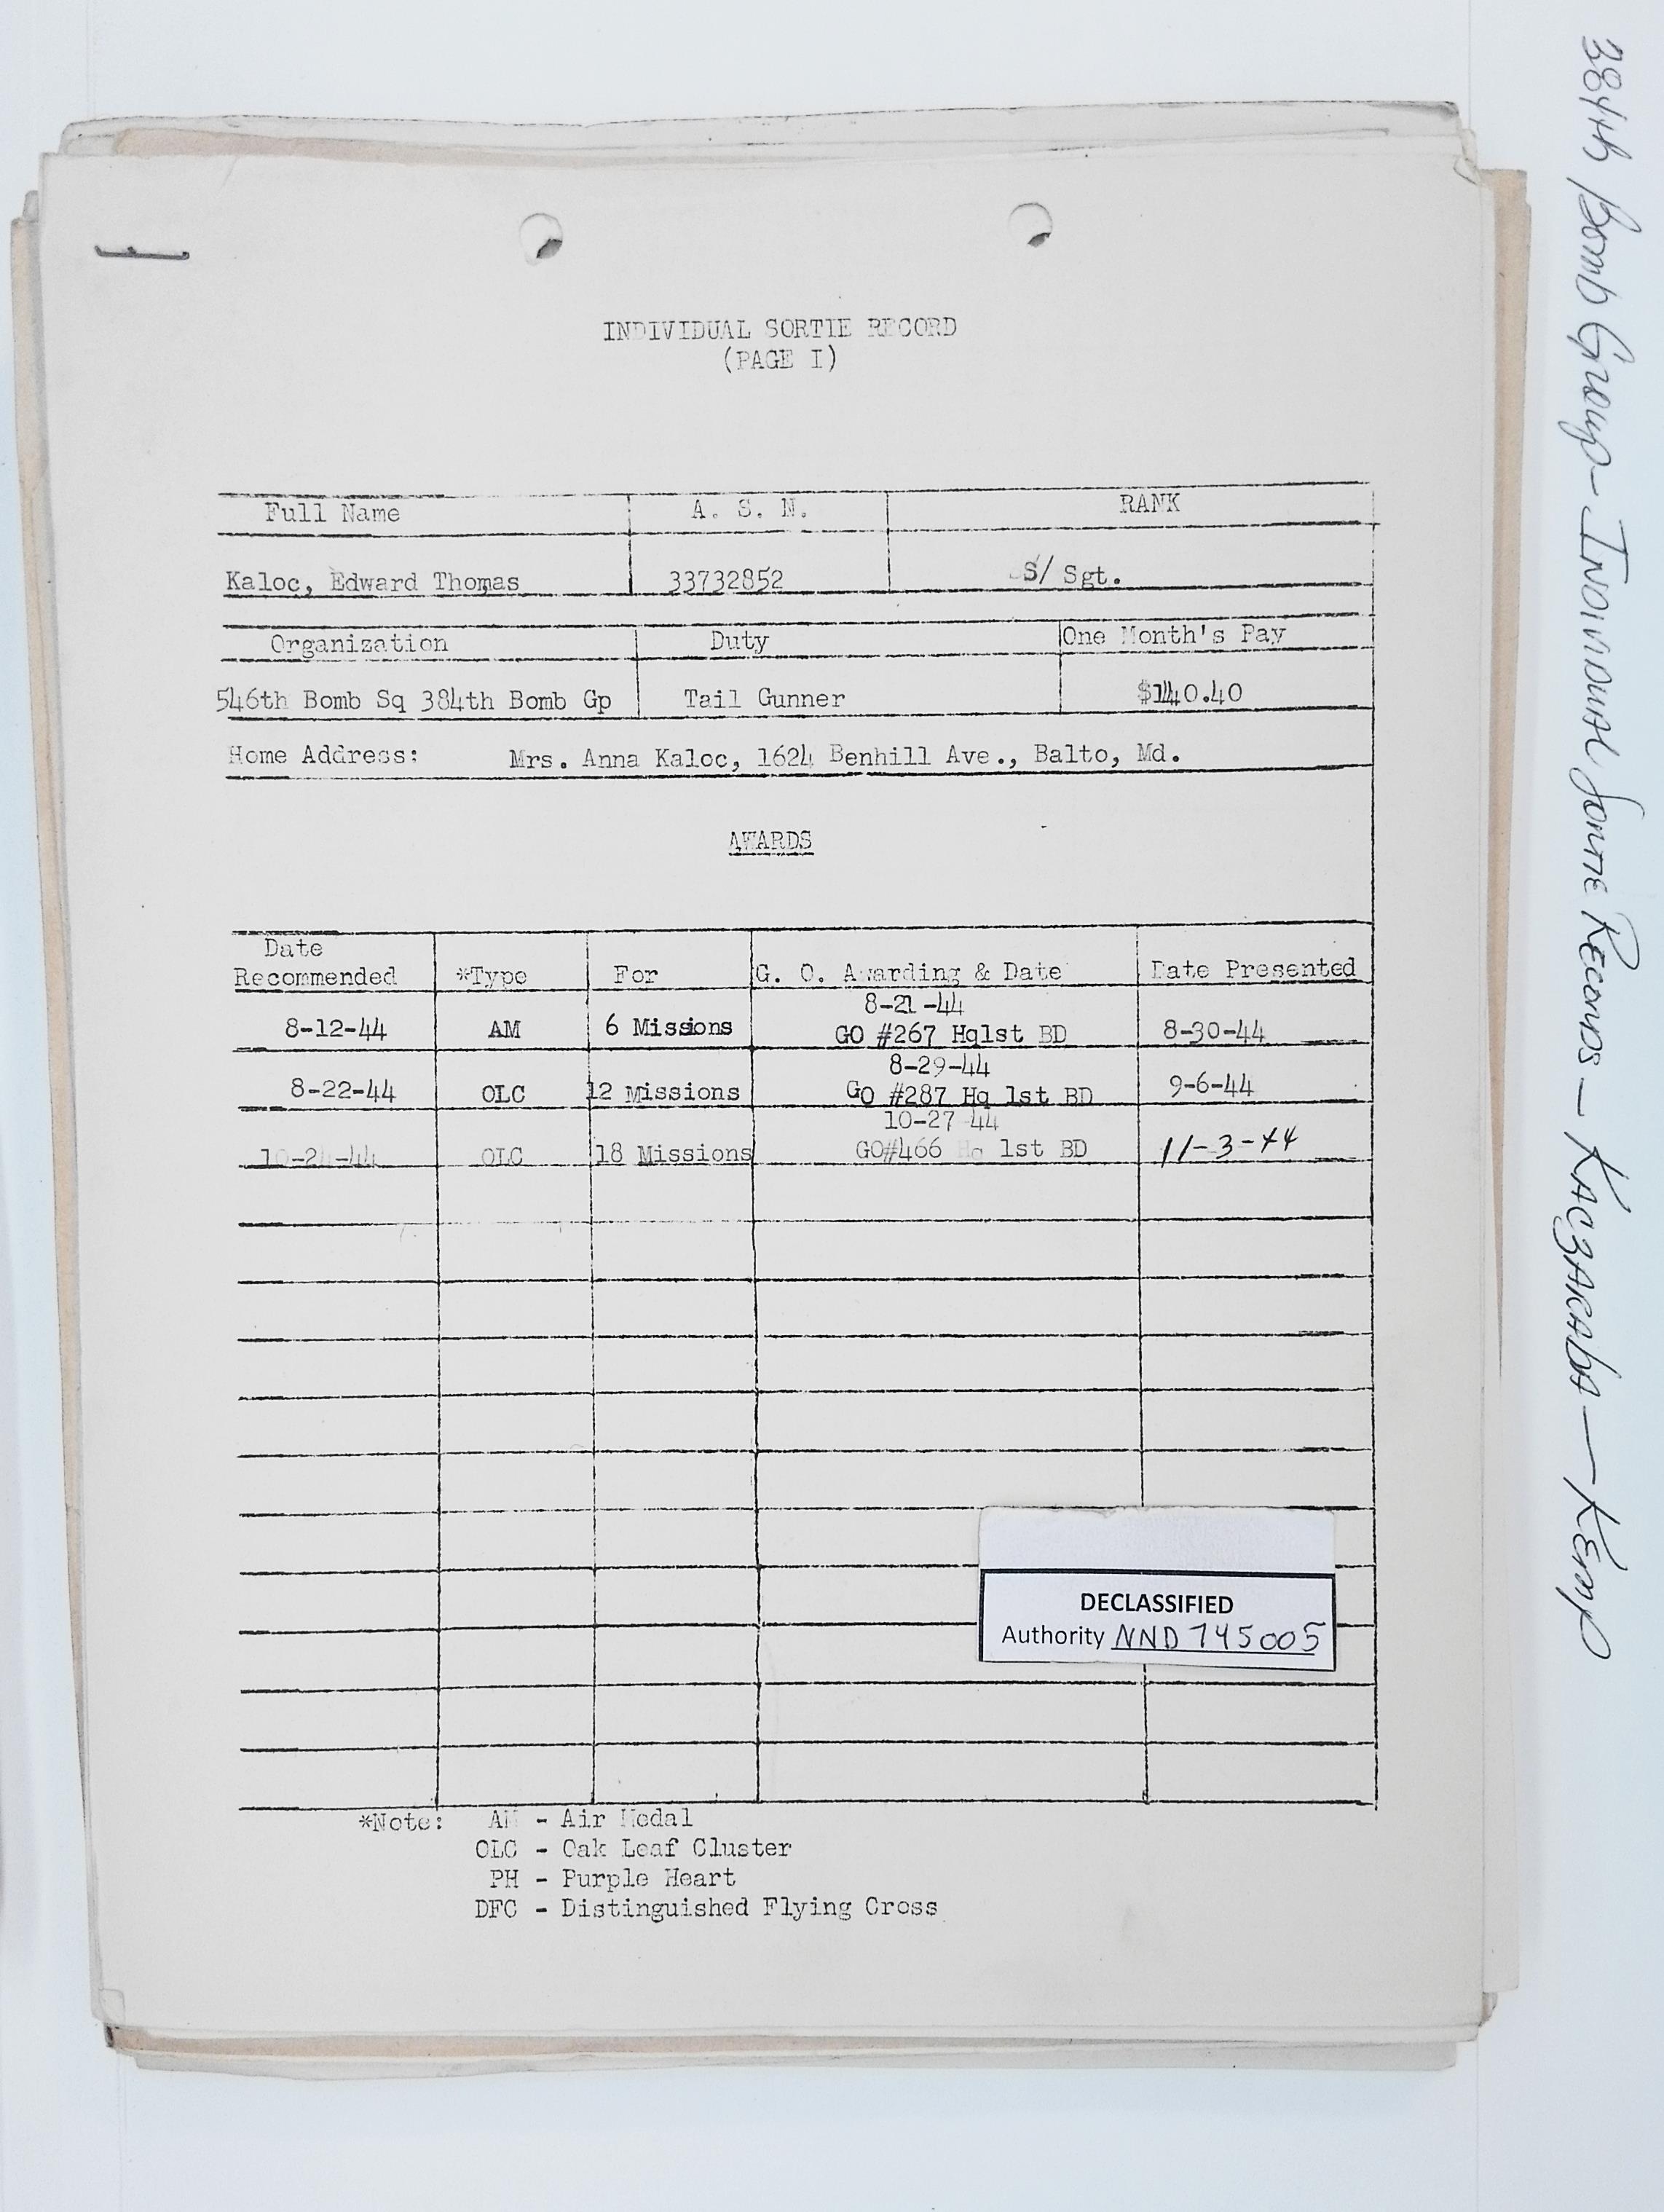 INDIVIDUAL SORTIE RECORD
(PAGE I)
Full Name A. S. N. RANK
Kaloc, Edward Thomas 33732852 S/ Sgt.
Organization Duty One Month's Pay
546th Bomb Sq 384th Bomb Gp Tail Gunner $140.40
Home Address: Mrs. Anna Kaloc, 1624 Benhill Ave., Balto, Md.
AWARDS
Date
Recommended *Type For G. O. Awarding & Date Date Presented
8-21-44
8-12-44 AM 6 Missions GO #267 Hq1st BD 8-30-44
8-29-44
8-22-44 OLC 12 Missions GO #287 Hq 1st BD 9-6-44
10-27-44
OLC 18 Missions GO#466 Hq 1st BD 11-3-44
DECLASSIFIED
Authority NND 745005
*Note: AM - Air Medal
OLC - Oak Leaf Cluster
PH - Purple Heart
DFC - Distinguished Flying Cross
384th Bomb Group - Individual Sortie Records - Kaczaraba - Kemp